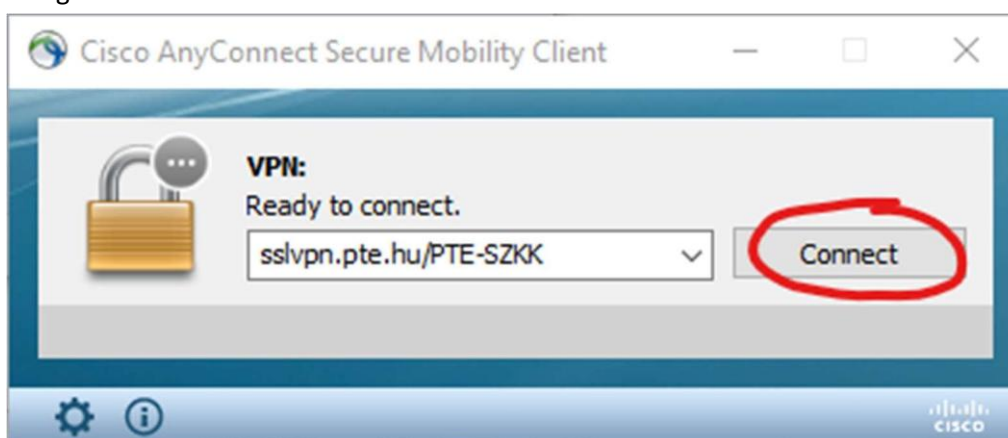 Cisco AnyConnect Secure Mobility Client
VPN:
Ready to connect.
sslvpn.pte.hu/PTE-SZKK
Connect
CISCO